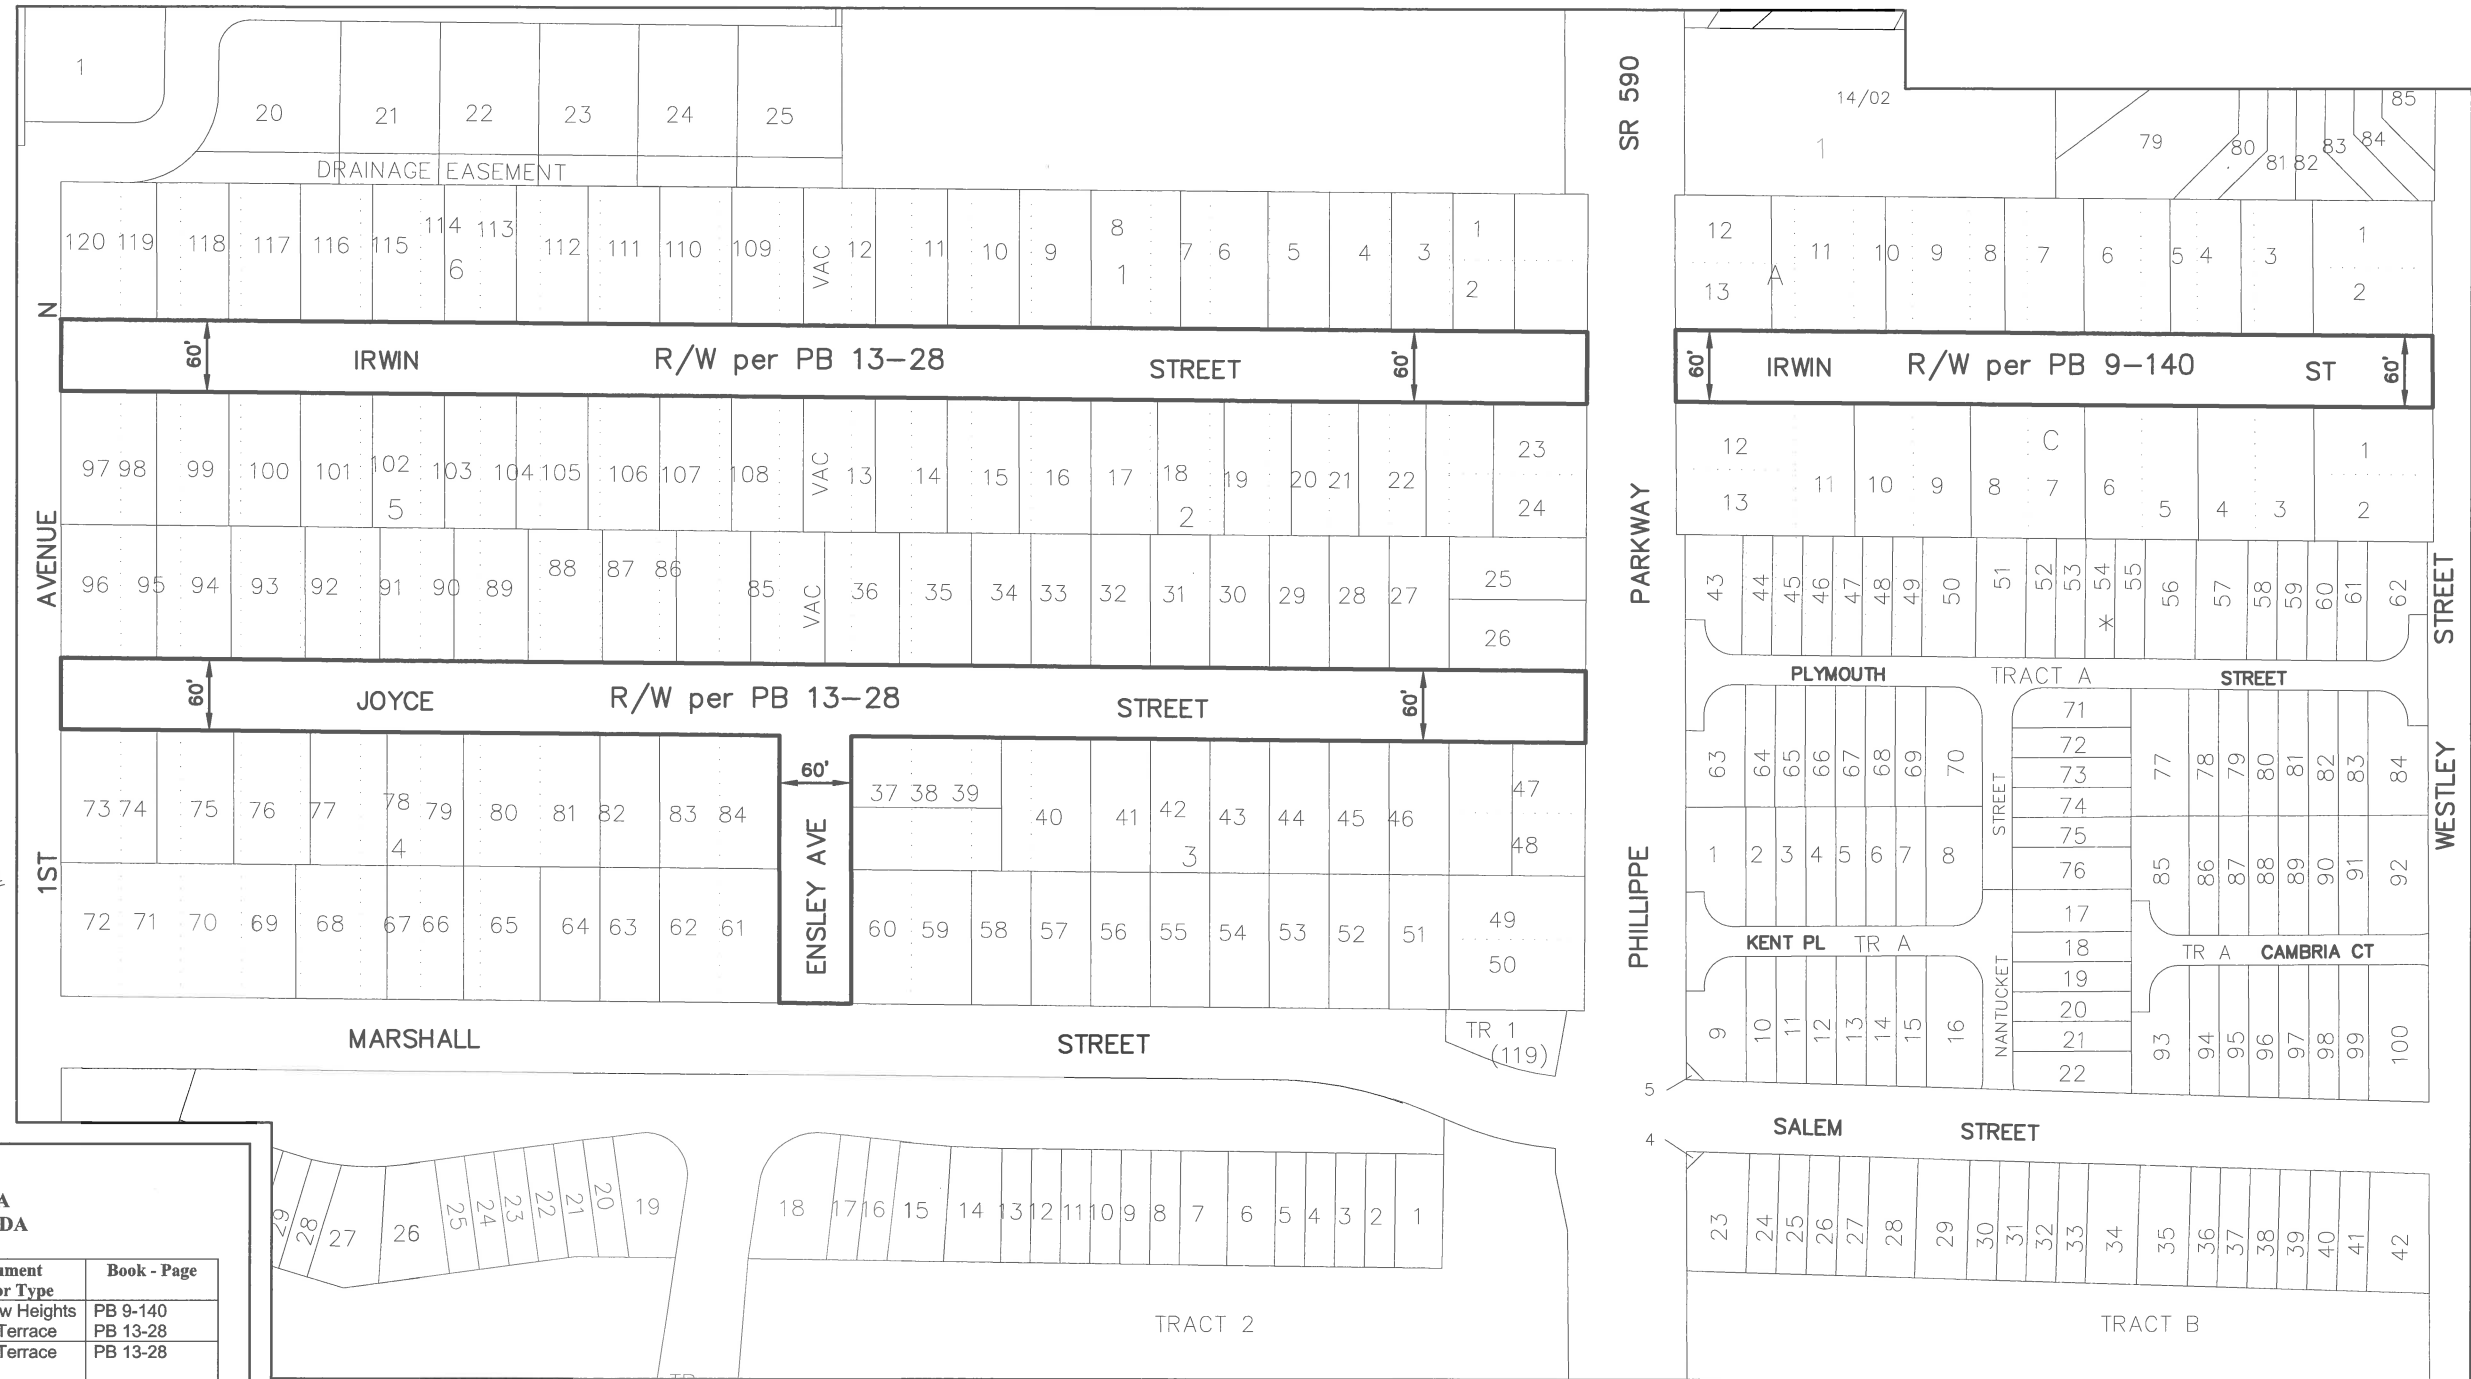 1
20 21 22 23 24 25
DRAINAGE EASEMENT
SR 590
14/02
1
79 80 81 82 83 84 85
120 119 118 117 116 115 114 113 112 111 110 109 VAC 12 11 10 9 8 7 6 5 4 3 1
6
1
2
12 11 10 9 8 7 6 5 4 3 1
13 A 2
60' IRWIN R/W per PB 13-28 STREET 60'
60' IRWIN R/W per PB 9-140 ST 60'
97 98 99 100 101 102 103 104 105 106 107 108 VAC 13 14 15 16 17 18 19 20 21 22 23
5
2
24
12 11 10 9 8 7 6 5 4 3 1
C
13 2
96 95 94 93 92 91 90 89 88 87 86 85 VAC 36 35 34 33 32 31 30 29 28 27 25
26
43 44 45 46 47 48 49 50 51 52 53 54 55 56 57 58 59 60 61 62
*
1ST AVENUE N
PHILLIPPE PARKWAY
WESTLEY STREET
60' JOYCE R/W per PB 13-28 STREET 60'
PLYMOUTH TRACT A STREET
73 74 75 76 77 78 79 80 81 82 83 84
4
60'
ENSLEY AVE
37 38 39 40 41 42 43 44 45 46 47
3
48
63 64 65 66 67 68 69 70
71
72
73
74
75
76
77 78 79 80 81 82 83 84
1 2 3 4 5 6 7 8
85 86 87 88 89 90 91 92
72 71 70 69 68 67 66 65 64 63 62 61
60 59 58 57 56 55 54 53 52 51 49
50
KENT PL TR A
NANTUCKET STREET
17
18
19
20
21
22
TR A CAMBRIA CT
9 10 11 12 13 14 15 16
93 94 95 96 97 98 99 100
MARSHALL STREET
TR 1
(119)
5
4
SALEM STREET
29 28 27 26 25 24 23 22 21 20 19
18 17 16 15 14 13 12 11 10 9 8 7 6 5 4 3 2 1
23 24 25 26 27 28 29 30 31 32 33 34 35 36 37 38 39 40 41 42
TRACT 2
TRACT B
A
DA
Book - Page
or Type
w Heights PB 9-140
Terrace PB 13-28
Terrace PB 13-28